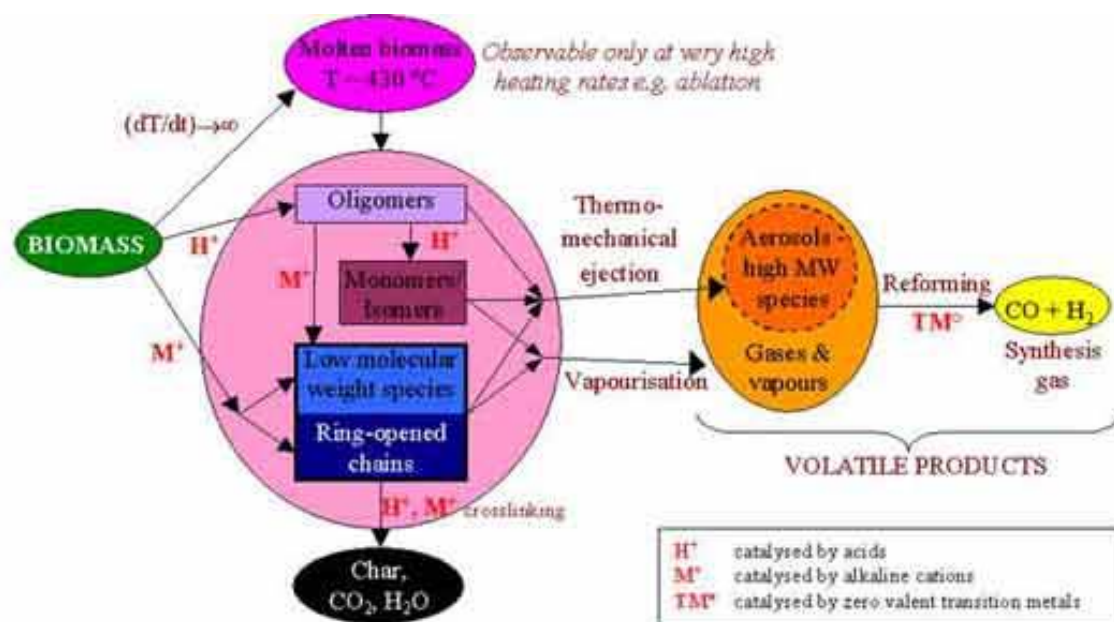 Molten biomass
T ~ 430 °C
Observable only at very high
heating rates e.g. ablation
(dT/dt)→∞
BIOMASS
H⁺
M⁺
Oligomers
H⁺
M⁺
Monomers/
Isomers
Low molecular
weight species
Ring-opened
chains
H⁺, M⁺ crosslinking
Char,
CO₂, H₂O
Thermo-
mechanical
ejection
Vapourisation
Aerosols -
high MW
species
Gases &
vapours
Reforming
TM°
CO + H₂
Synthesis
gas
VOLATILE PRODUCTS
H⁺ catalysed by acids
M⁺ catalysed by alkaline cations
TM° catalysed by zero valent transition metals